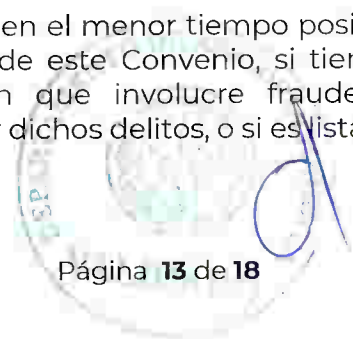 en el menor tiempo posi
de este Convenio, si tier
que involucre fraude
dichos delitos, o si es lista
Página 13 de 18